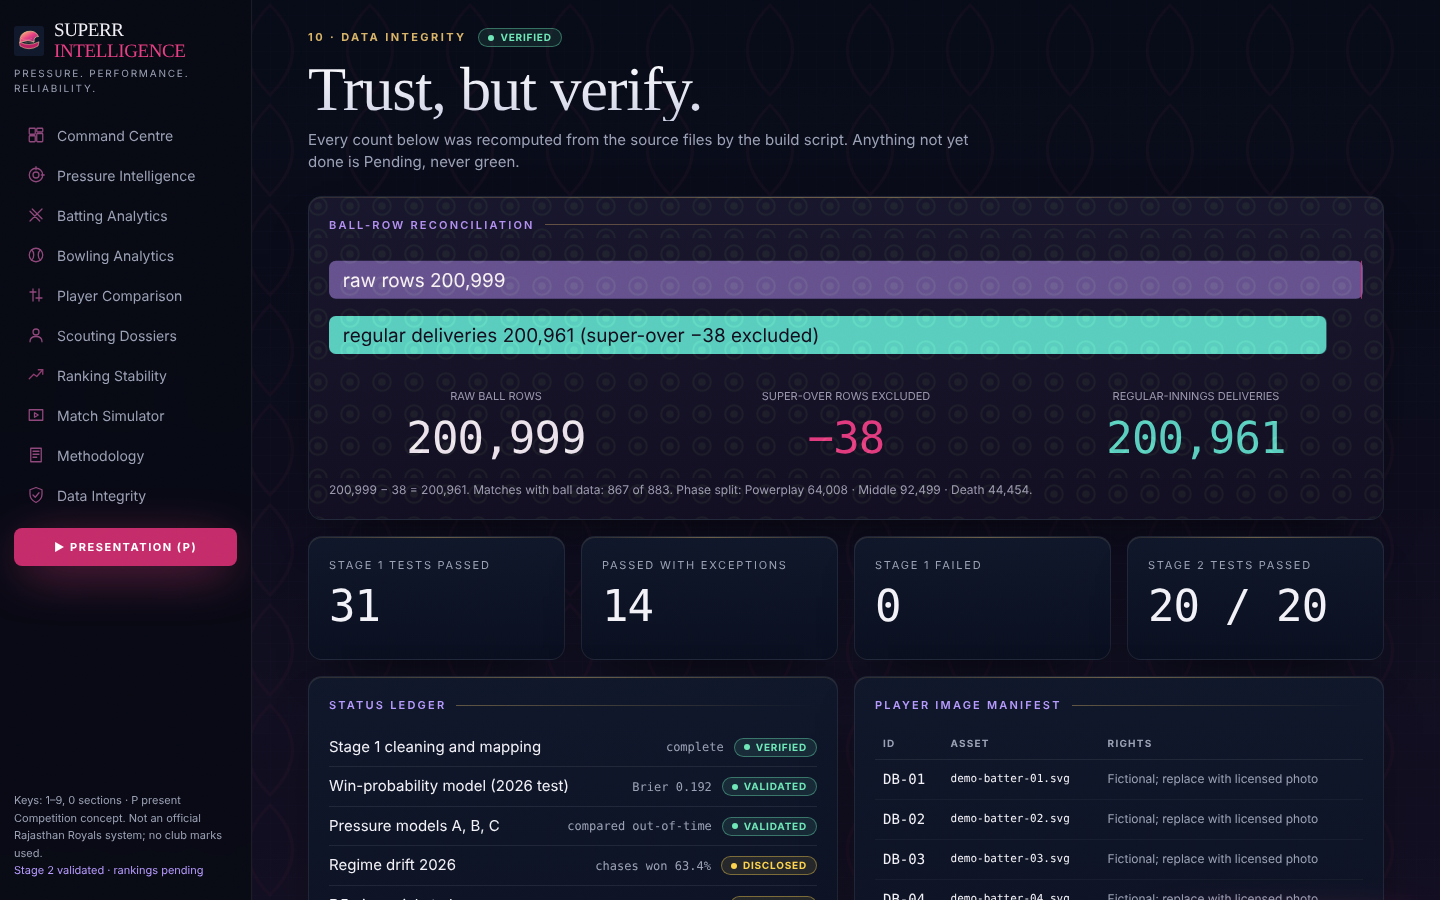 SUPERR
INTELLIGENCE
PRESSURE. PERFORMANCE.
RELIABILITY.
Command Centre
Pressure Intelligence
Batting Analytics
Bowling Analytics
Player Comparison
Scouting Dossiers
Ranking Stability
Match Simulator
Methodology
Data Integrity
▶ PRESENTATION (P)
Keys: 1–9, 0 sections · P present
Competition concept. Not an official
Rajasthan Royals system; no club marks
used.
Stage 2 validated · rankings pending
10 · DATA INTEGRITY VERIFIED
Trust, but verify.
Every count below was recomputed from the source files by the build script. Anything not yet
done is Pending, never green.
BALL-ROW RECONCILIATION
raw rows 200,999
regular deliveries 200,961 (super-over −38 excluded)
RAW BALL ROWS
200,999
SUPER-OVER ROWS EXCLUDED
−38
REGULAR-INNINGS DELIVERIES
200,961
200,999 − 38 = 200,961. Matches with ball data: 867 of 883. Phase split: Powerplay 64,008 · Middle 92,499 · Death 44,454.
STAGE 1 TESTS PASSED
31
PASSED WITH EXCEPTIONS
14
STAGE 1 FAILED
0
STAGE 2 TESTS PASSED
20 / 20
STATUS LEDGER
Stage 1 cleaning and mapping complete VERIFIED
Win-probability model (2026 test) Brier 0.192 VALIDATED
Pressure models A, B, C compared out-of-time VALIDATED
Regime drift 2026 chases won 63.4% DISCLOSED
PLAYER IMAGE MANIFEST
ID ASSET RIGHTS
DB-01 demo-batter-01.svg Fictional; replace with licensed photo
DB-02 demo-batter-02.svg Fictional; replace with licensed photo
DB-03 demo-batter-03.svg Fictional; replace with licensed photo
DB-04 demo-batter-04.svg Fictional; replace with licensed photo